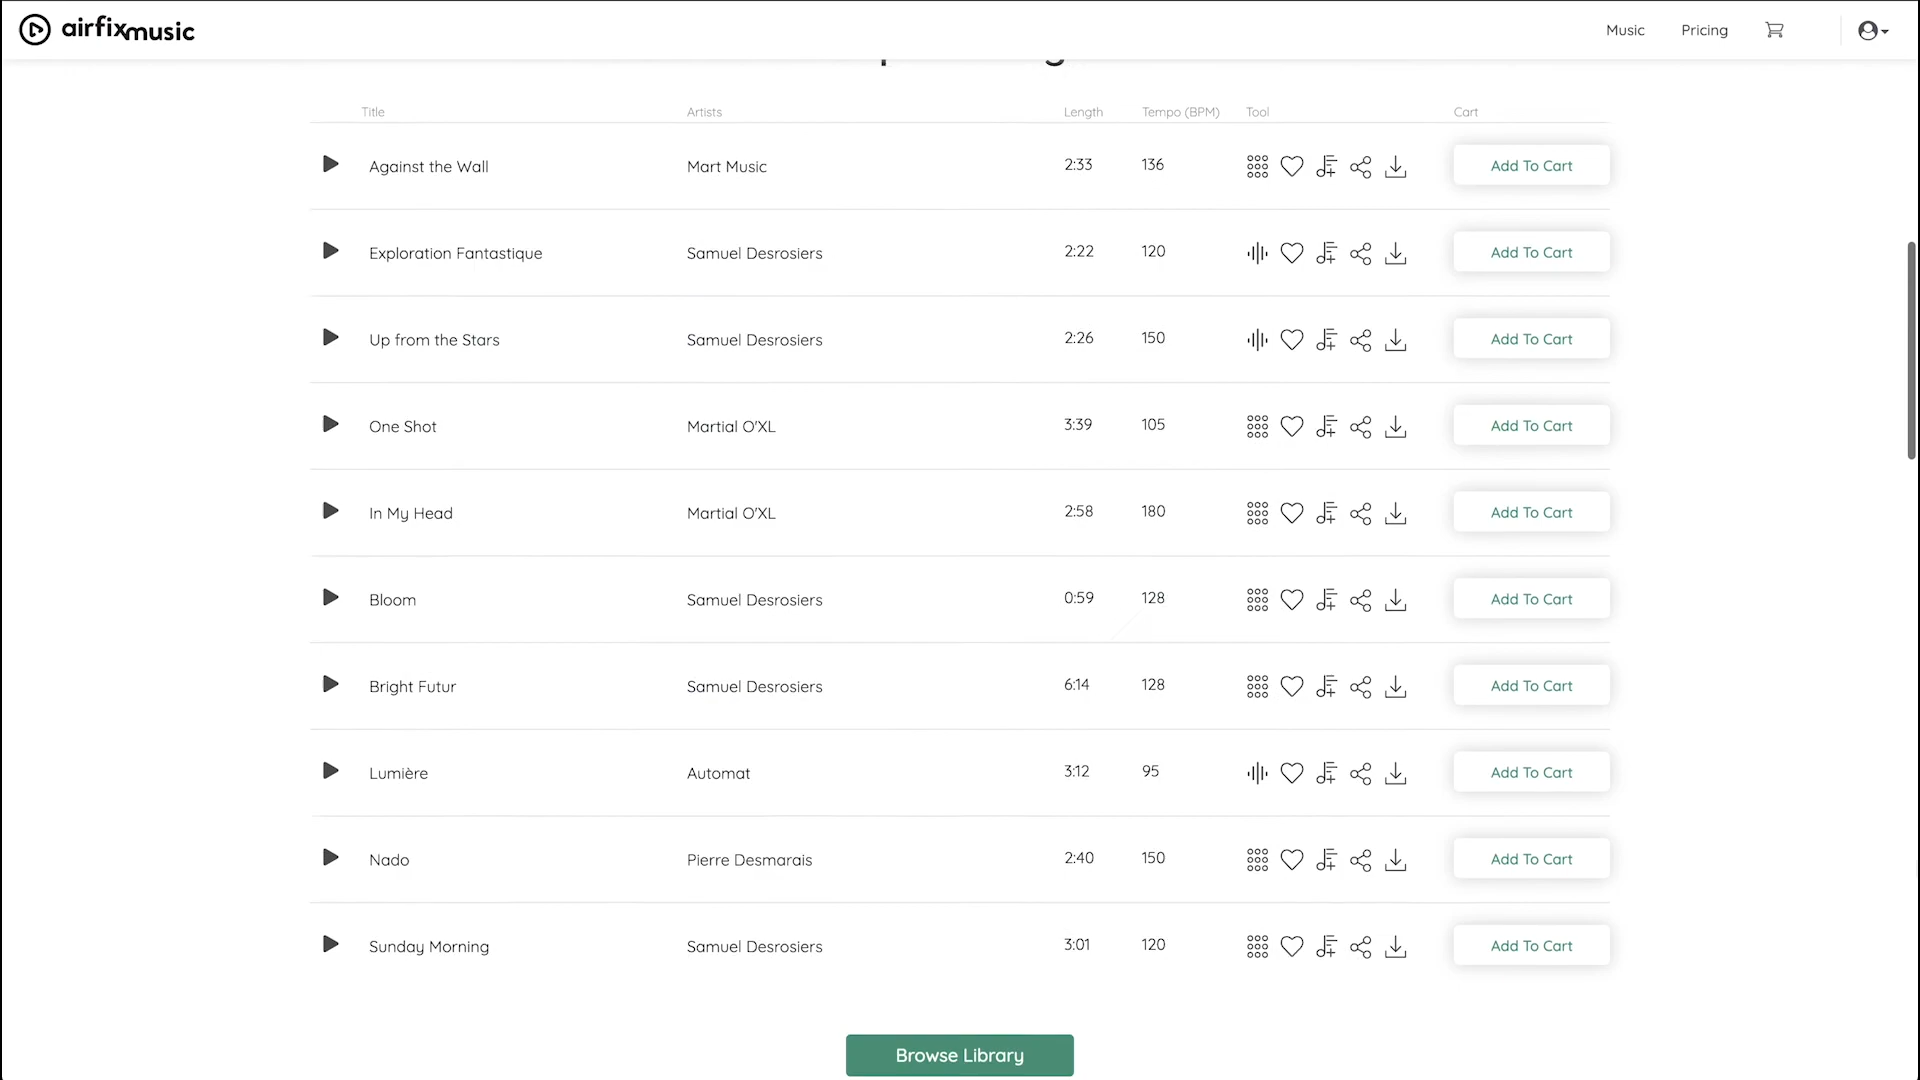 airfixmusic
Music Pricing
Title Artists Length Tempo (BPM) Tool Cart
Against the Wall Mart Music 2:33 136 Add To Cart
Exploration Fantastique Samuel Desrosiers 2:22 120 Add To Cart
Up from the Stars Samuel Desrosiers 2:26 150 Add To Cart
One Shot Martial O'XL 3:39 105 Add To Cart
In My Head Martial O'XL 2:58 180 Add To Cart
Bloom Samuel Desrosiers 0:59 128 Add To Cart
Bright Futur Samuel Desrosiers 6:14 128 Add To Cart
Lumière Automat 3:12 95 Add To Cart
Nado Pierre Desmarais 2:40 150 Add To Cart
Sunday Morning Samuel Desrosiers 3:01 120 Add To Cart
Browse Library